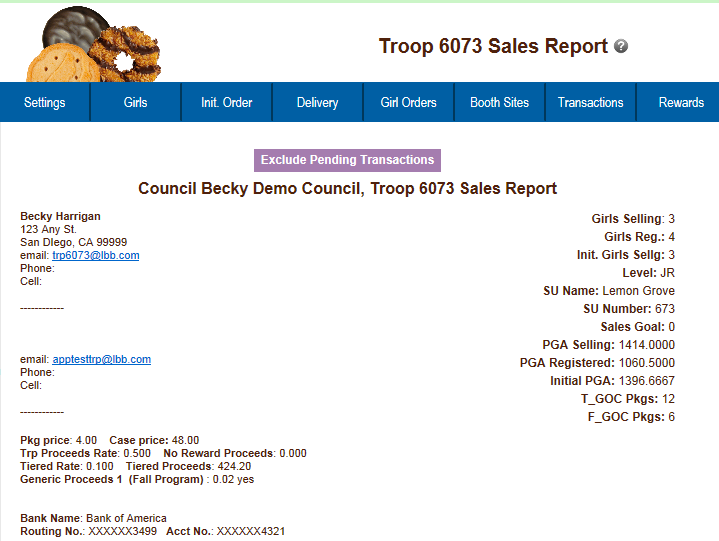 Troop 6073 Sales Report ?
Settings Girls Init. Order Delivery Girl Orders Booth Sites Transactions Rewards
Exclude Pending Transactions
Council Becky Demo Council, Troop 6073 Sales Report
Becky Harrigan
123 Any St.
San DIego, CA 99999
email: trp6073@lbb.com
Phone:
Cell:
------------
email: apptesttrp@lbb.com
Phone:
Cell:
------------
Girls Selling: 3
Girls Reg.: 4
Init. Girls Sellg: 3
Level: JR
SU Name: Lemon Grove
SU Number: 673
Sales Goal: 0
PGA Selling: 1414.0000
PGA Registered: 1060.5000
Initial PGA: 1396.6667
T_GOC Pkgs: 12
F_GOC Pkgs: 6
Pkg price: 4.00 Case price: 48.00
Trp Proceeds Rate: 0.500 No Reward Proceeds: 0.000
Tiered Rate: 0.100 Tiered Proceeds: 424.20
Generic Proceeds 1 (Fall Program) : 0.02 yes
Bank Name: Bank of America
Routing No.: XXXXXX3499 Acct No.: XXXXXX4321